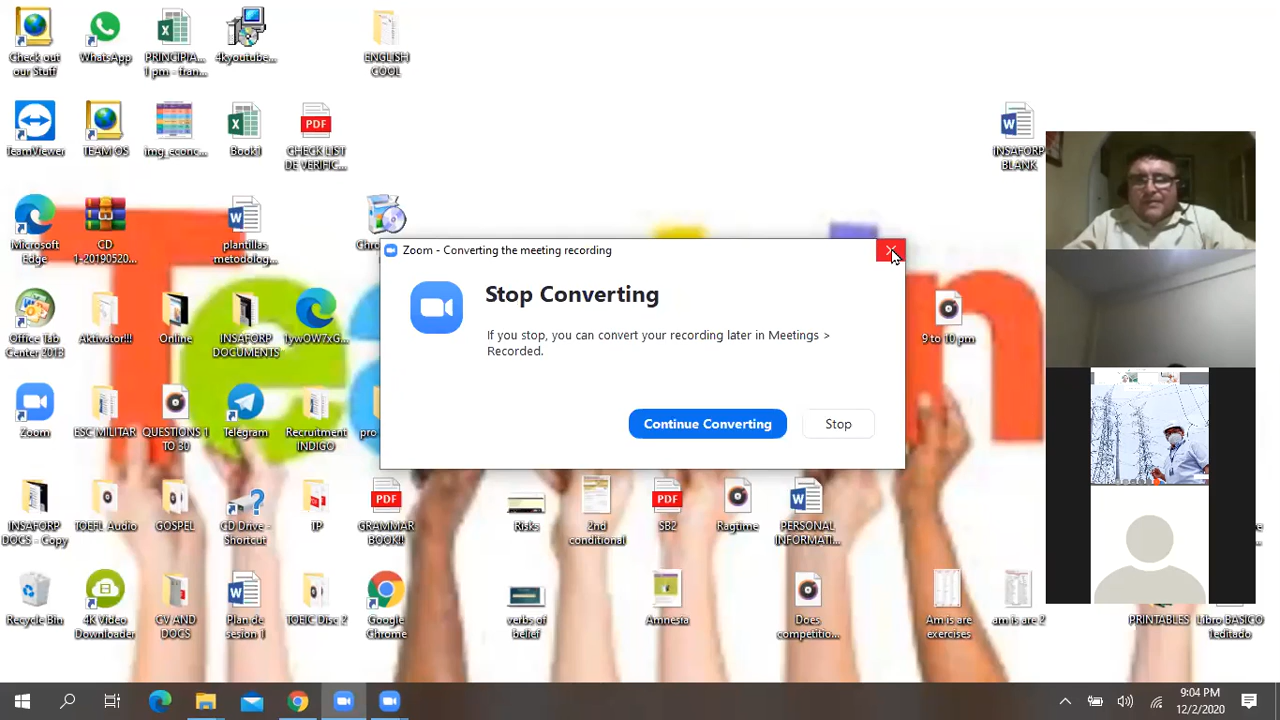 Check out
our Stuff
WhatsApp
PRINCIPIA...
1 pm - fran...
4kyoutube...
ENGLISH
COOL
TeamViewer
TEAM OS
img_econc...
Book1
PDF
CHECK LIST
DE VERIFIC...
INSAFORP
BLANK
Microsoft
Edge
CD
1-20190520...
plantillas
metodolog...
Zoom - Converting the meeting recording
Stop Converting
If you stop, you can convert your recording later in Meetings >
Recorded.
Continue Converting
Stop
Office Tab
Center 2013
Aktivator!!!
Online
INSAFORP
DOCUMENTS
1ywOW7xG...
9 to 10 pm
Zoom
ESC MILITAR
QUESTIONS 1
TO 30
Telegram
Recruitment
INDIGO
INSAFORP
DOCS - Copy
TOEFL Audio
GOSPEL
CD Drive -
Shortcut
IP
PDF
GRAMMAR
BOOK!!
Risks
2nd
conditional
PDF
SB2
Ragtime
PERSONAL
INFORMATI...
Recycle Bin
4K Video
Downloader
CV AND
DOCS
Plan de
sesion 1
TOEIC Disc 2
Google
Chrome
verbs of
belief
Amnesia
Does
competitio...
Am is are
exercises
am is are 2
PRINTABLES
Libro BASICO
1editado
9:04 PM
12/2/2020